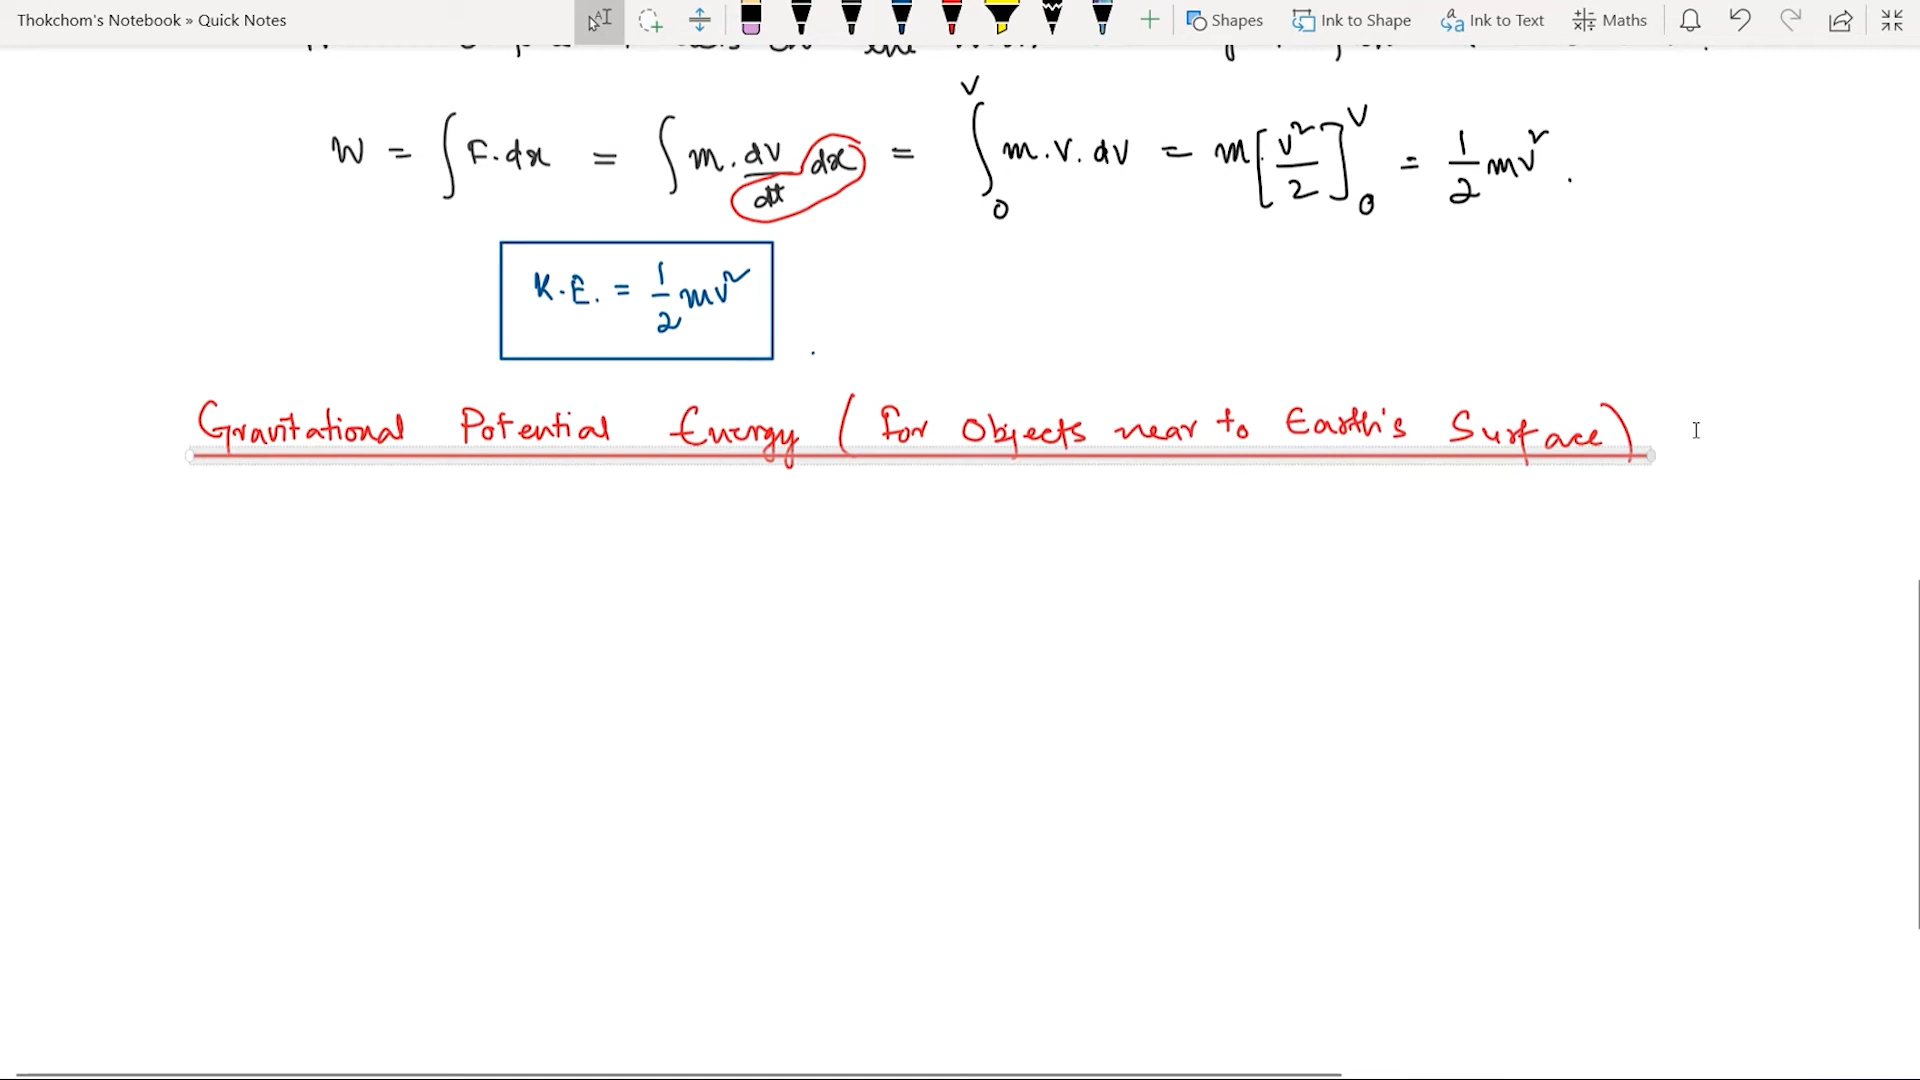 Thokchom's Notebook » Quick Notes Shapes Ink to Shape Ink to Text Maths
the
W = ∫ F.dx = ∫ m. dv/dt dx = ∫₀ⱽ m.v.dv = m[v²/2]₀ⱽ = 1/2 mv².
K.E. = 1/2 mv²
Gravitational Potential Energy ( for Objects near to Earth's Surface )